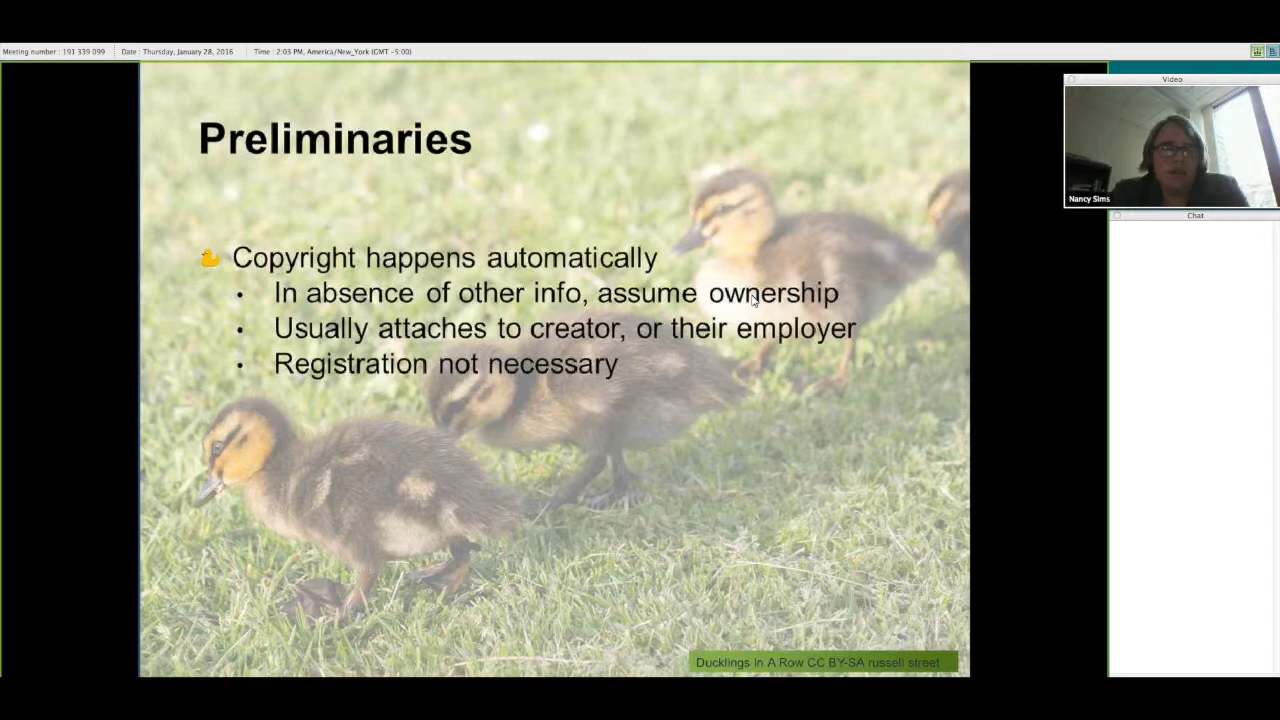 Meeting number : 191 339 099
Date : Thursday, January 28, 2016
Time : 2:03 PM, America/New_York (GMT -5:00)
Video
Nancy Sims
Chat
Preliminaries
Copyright happens automatically
• In absence of other info, assume ownership
• Usually attaches to creator, or their employer
• Registration not necessary
Ducklings In A Row CC BY-SA russell street